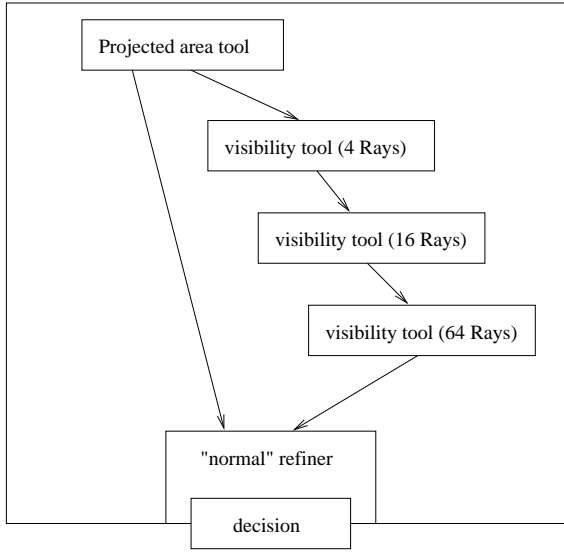 Projected area tool
visibility tool (4 Rays)
visibility tool (16 Rays)
visibility tool (64 Rays)
"normal" refiner
decision